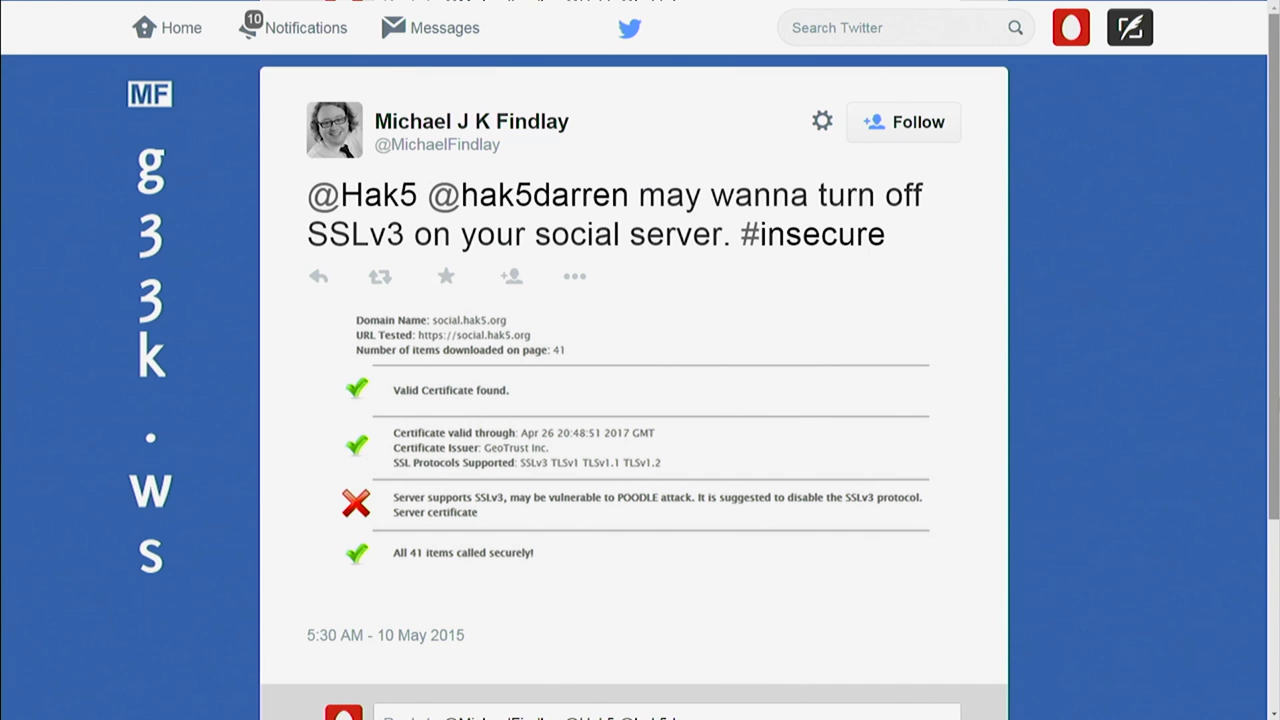 Home
10
Notifications
Messages
Search Twitter
MF
g
3
3
k
.
w
s
Michael J K Findlay
@MichaelFindlay
Follow
@Hak5 @hak5darren may wanna turn off
SSLv3 on your social server. #insecure
Domain Name: social.hak5.org
URL Tested: https://social.hak5.org
Number of items downloaded on page: 41
Valid Certificate found.
Certificate valid through: Apr 26 20:48:51 2017 GMT
Certificate Issuer: GeoTrust Inc.
SSL Protocols Supported: SSLv3 TLSv1 TLSv1.1 TLSv1.2
Server supports SSLv3, may be vulnerable to POODLE attack. It is suggested to disable the SSLv3 protocol.
Server certificate
All 41 items called securely!
5:30 AM - 10 May 2015